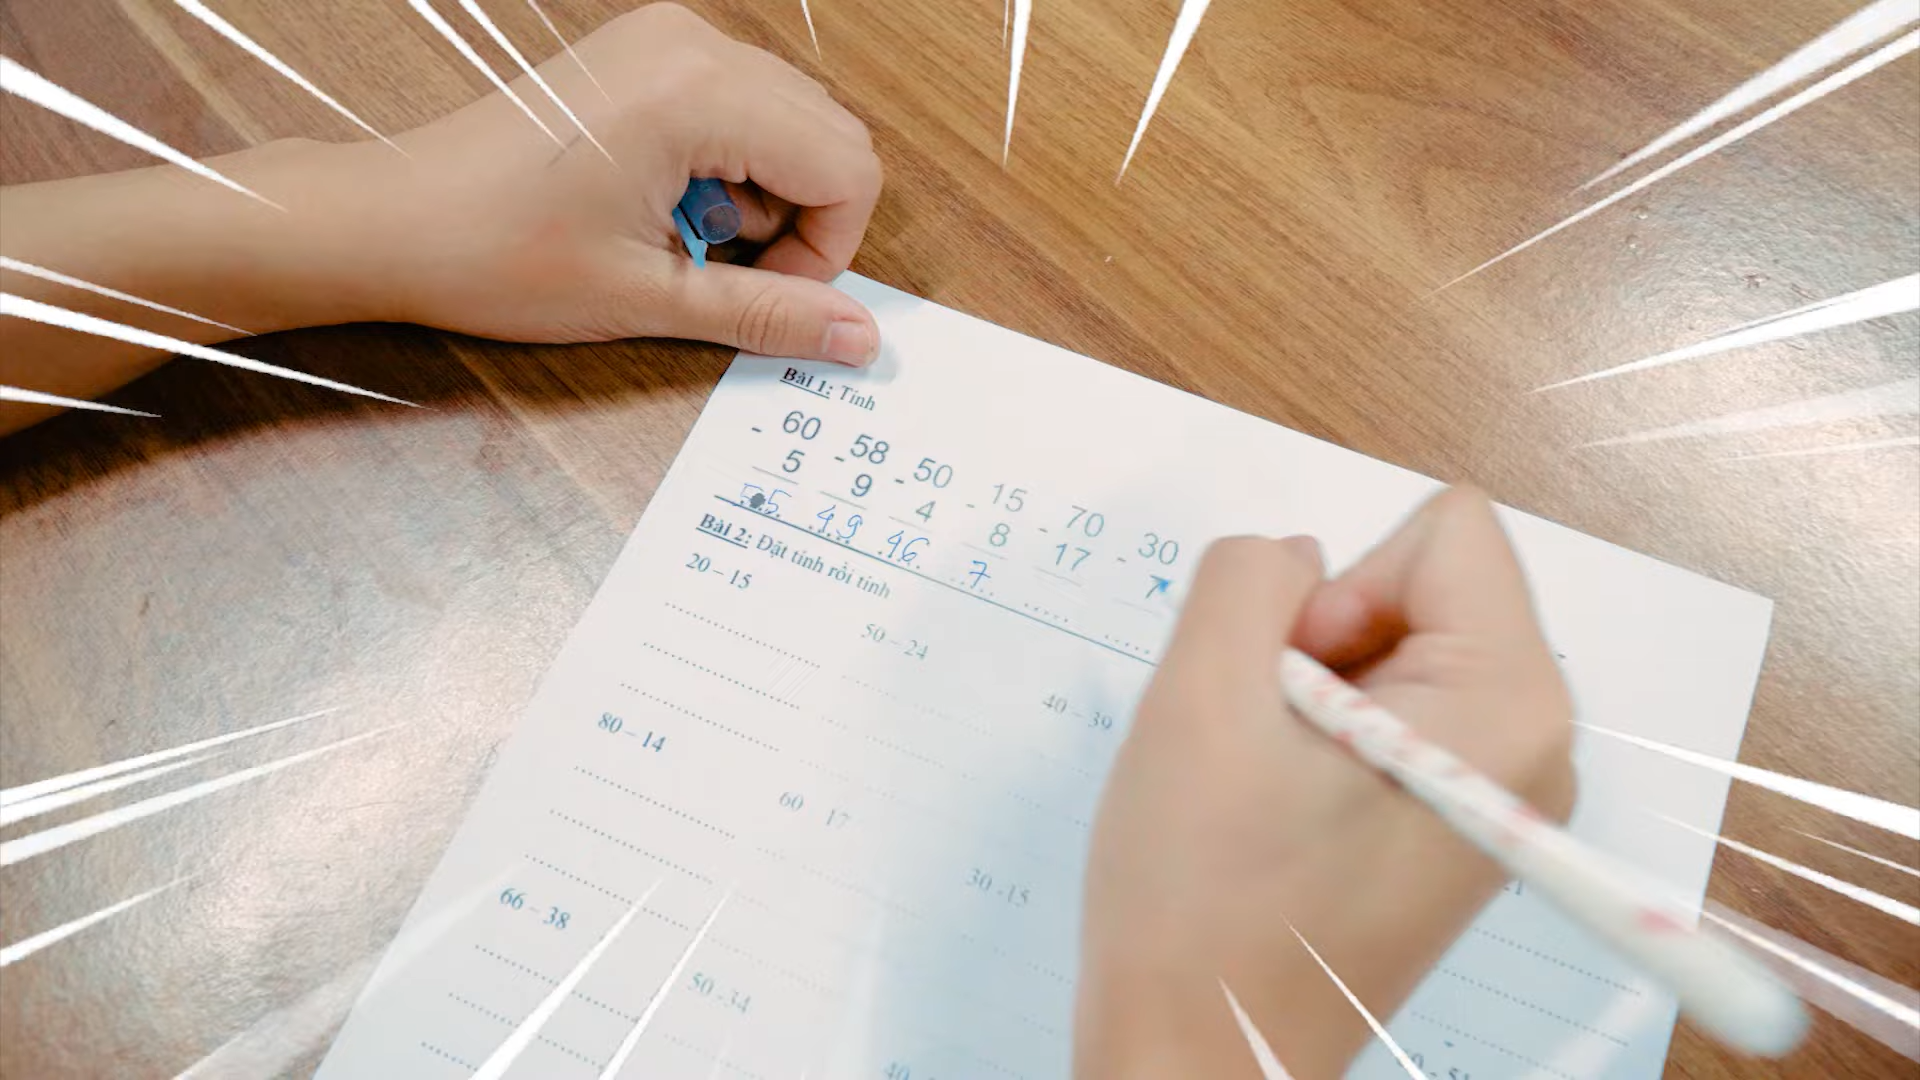 Bài 1: Tính
- 60 - 58 - 50 - 15 - 70 - 30
5 9 4 8 17 7
55 49 46 7
Bài 2: Đặt tính rồi tính
20 – 15 50 – 24 40 – 39
80 – 14 60 17 30 -15
66 – 38 50 -34